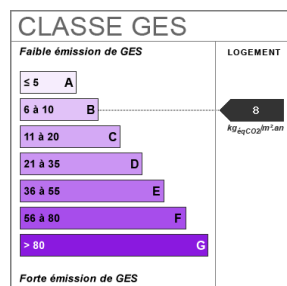 CLASSE GES
Faible émission de GES
LOGEMENT
≤ 5 A
6 à 10 B
8
kgéqCO2/m².an
11 à 20 C
21 à 35 D
36 à 55 E
56 à 80 F
> 80 G
Forte émission de GES